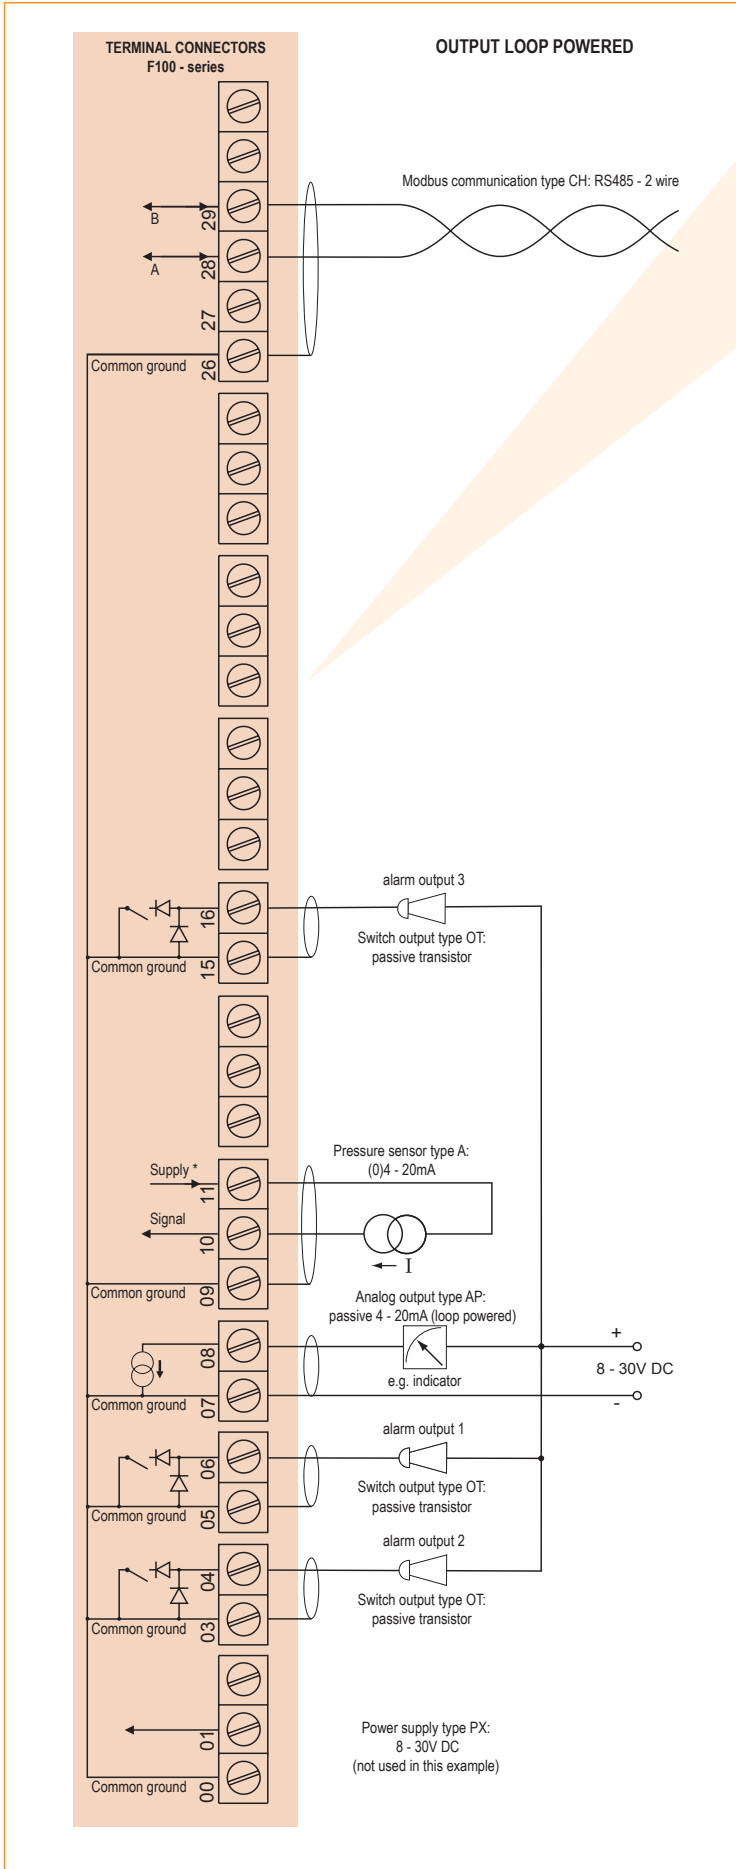 TERMINAL CONNECTORS
F100 - series
OUTPUT LOOP POWERED
Modbus communication type CH: RS485 - 2 wire
B
29
A
28
27
Common ground
26
alarm output 3
16
Switch output type OT:
passive transistor
Common ground
15
Pressure sensor type A:
(0)4 - 20mA
Supply *
11
Signal
10
I
Common ground
09
Analog output type AP:
passive 4 - 20mA (loop powered)
08
+
8 - 30V DC
e.g. indicator
Common ground
07
-
alarm output 1
06
Switch output type OT:
passive transistor
Common ground
05
alarm output 2
04
Switch output type OT:
passive transistor
Common ground
03
01
Power supply type PX:
8 - 30V DC
(not used in this example)
Common ground
00